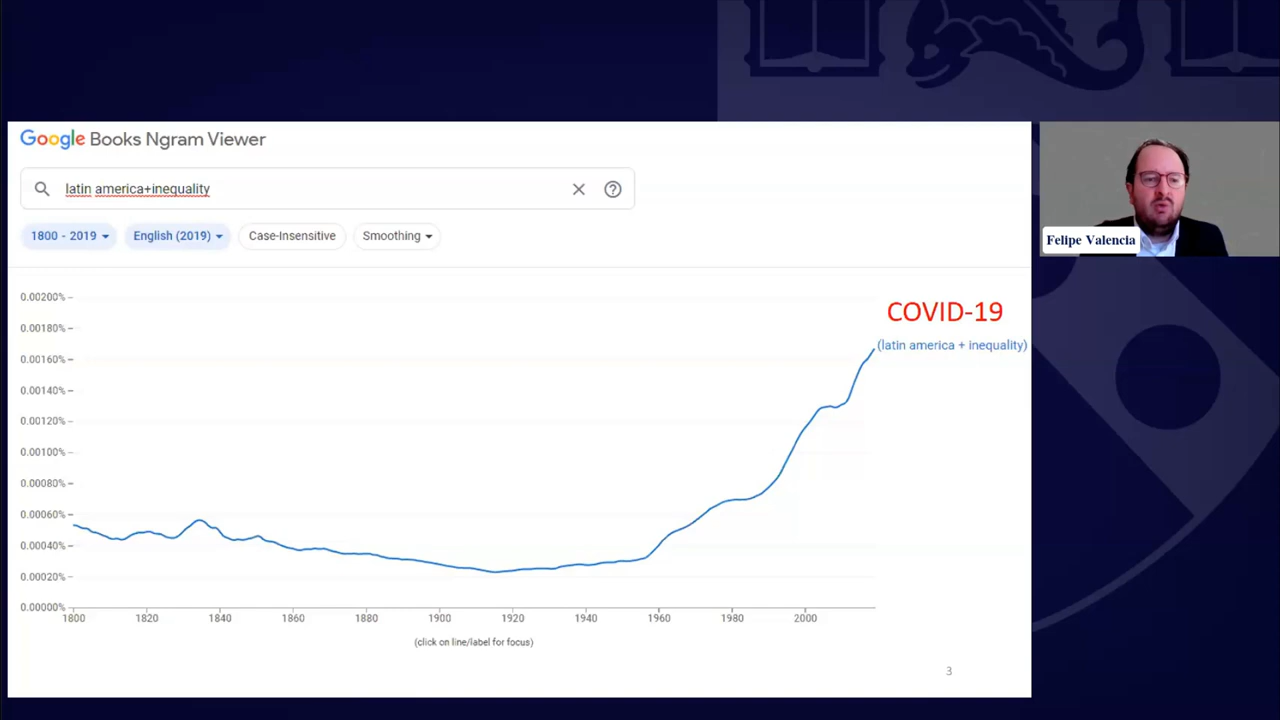 Google Books Ngram Viewer
latin america+inequality
1800 - 2019
English (2019)
Case-Insensitive
Smoothing
0.00200%
COVID-19
0.00180%
(latin america + inequality)
0.00160%
0.00140%
0.00120%
0.00100%
0.00080%
0.00060%
0.00040%
0.00020%
0.00000%
1800 1820 1840 1860 1880 1900 1920 1940 1960 1980 2000
(click on line/label for focus)
3
Felipe Valencia